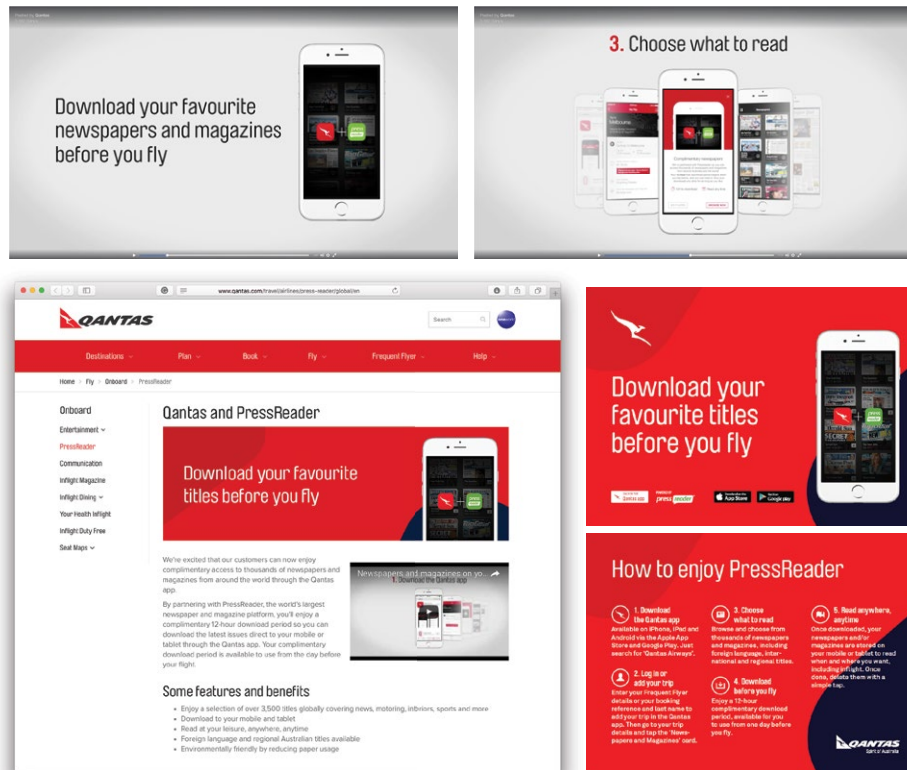 Download your favourite
newspapers and magazines
before you fly
3. Choose what to read
Complimentary newspapers
www.qantas.com/travel/airlines/press-reader/global/en
QANTAS
Search
Destinations
Plan
Book
Fly
Frequent Flyer
Help
Home > Fly > Onboard > PressReader
Onboard
Entertainment
PressReader
Communication
Inflight Magazine
Inflight Dining
Your Health Inflight
Inflight Duty Free
Seat Maps
Qantas and PressReader
Download your favourite
titles before you fly
We're excited that our customers can now enjoy
complimentary access to thousands of newspapers and
magazines from around the world through the Qantas
app.
By partnering with PressReader, the world's largest
newspaper and magazine platform, you'll enjoy a
complimentary 12-hour download period so you can
download the latest issues direct to your mobile or
tablet through the Qantas app. Your complimentary
download period is available to use from the day before
your flight.
Newspapers and magazines on yo...
1. Download the Qantas app
Some features and benefits
Enjoy a selection of over 3,500 titles globally covering news, motoring, interiors, sports and more
Download to your mobile and tablet
Read at your leisure, anywhere, anytime
Foreign language and regional Australian titles available
Environmentally friendly by reducing paper usage
Download your
favourite titles
before you fly
Qantas app
pressreader
App Store
Google Play
SECRET
How to enjoy PressReader
1. Download
the Qantas app
Available on iPhone, iPad and
Android via the Apple App
Store and Google Play. Just
search for 'Qantas Airways'.
2. Log in or
add your trip
Enter your Frequent Flyer
details or your booking
reference and last name to
add your trip in the Qantas
app. Then go to your trip
details and tap the 'News-
papers and Magazines' card.
3. Choose
what to read
Browse and choose from
thousands of newspapers
and magazines, including
foreign language, inter-
national and regional titles.
4. Download
before you fly
Enjoy a 12-hour
complimentary download
period, available for you
to use from one day before
you fly.
5. Read anywhere,
anytime
Once downloaded, your
newspapers and/or
magazines are stored on
your mobile or tablet to read
when and where you want,
including inflight. Once
done, delete them with a
simple tap.
QANTAS
Spirit of Australia